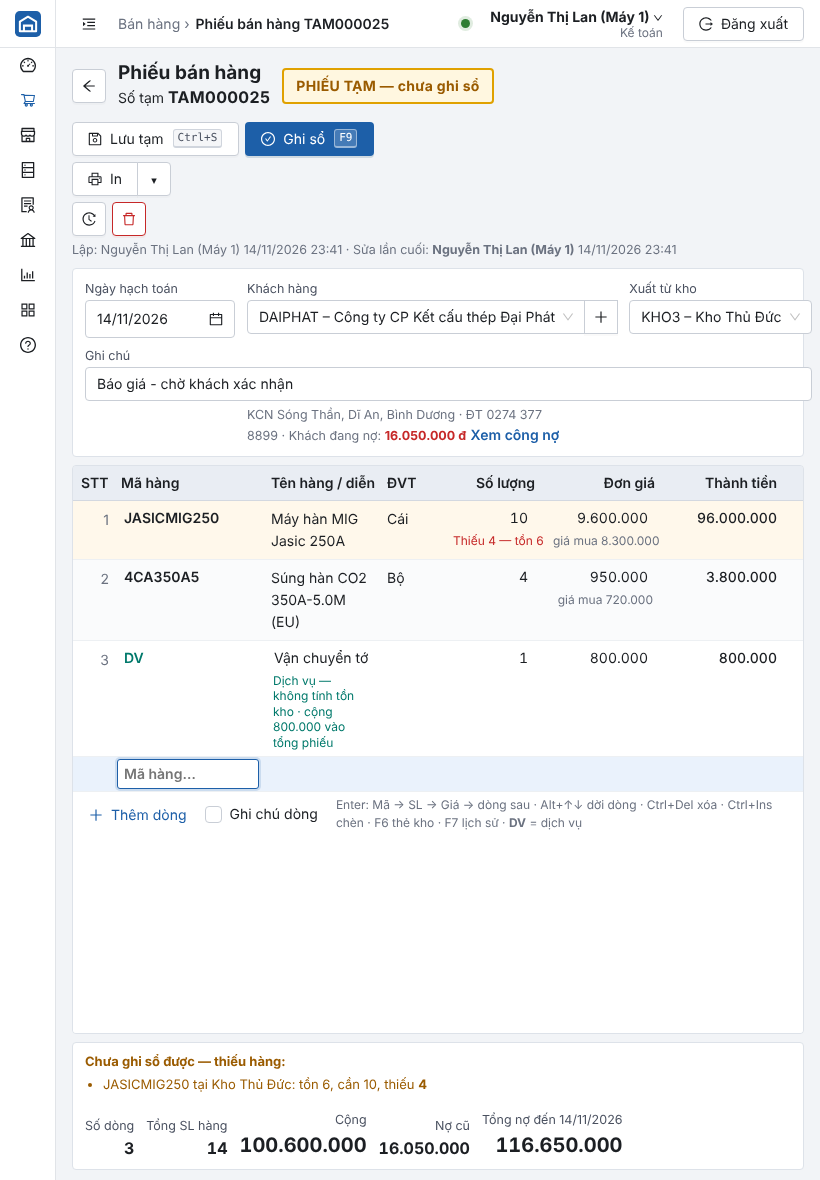 Bán hàng › Phiếu bán hàng TAM000025
Nguyễn Thị Lan (Máy 1)
Kế toán
Đăng xuất
Phiếu bán hàng
Số tạm TAM000025
PHIẾU TẠM — chưa ghi sổ
Lưu tạm Ctrl+S
Ghi sổ F9
In ▾
Lập: Nguyễn Thị Lan (Máy 1) 14/11/2026 23:41 · Sửa lần cuối: Nguyễn Thị Lan (Máy 1) 14/11/2026 23:41
Ngày hạch toán
Khách hàng
Xuất từ kho
14/11/2026
DAIPHAT – Công ty CP Kết cấu thép Đại Phát
KHO3 – Kho Thủ Đức
Ghi chú
Báo giá - chờ khách xác nhận
KCN Sóng Thần, Dĩ An, Bình Dương · ĐT 0274 377
8899 · Khách đang nợ: 16.050.000 đ Xem công nợ
STT Mã hàng Tên hàng / diễn ĐVT Số lượng Đơn giá Thành tiền
1 JASICMIG250 Máy hàn MIG Cái 10 9.600.000 96.000.000
Jasic 250A Thiếu 4 — tồn 6 giá mua 8.300.000
2 4CA350A5 Súng hàn CO2 Bộ 4 950.000 3.800.000
350A-5.0M giá mua 720.000
(EU)
3 DV Vận chuyển tớ 1 800.000 800.000
Dịch vụ —
không tính tồn
kho · cộng
800.000 vào
tổng phiếu
Mã hàng...
+ Thêm dòng
Ghi chú dòng
Enter: Mã → SL → Giá → dòng sau · Alt+↑↓ dời dòng · Ctrl+Del xóa · Ctrl+Ins
chèn · F6 thẻ kho · F7 lịch sử · DV = dịch vụ
Chưa ghi sổ được — thiếu hàng:
• JASICMIG250 tại Kho Thủ Đức: tồn 6, cần 10, thiếu 4
Số dòng Tổng SL hàng Cộng Nợ cũ Tổng nợ đến 14/11/2026
3 14 100.600.000 16.050.000 116.650.000